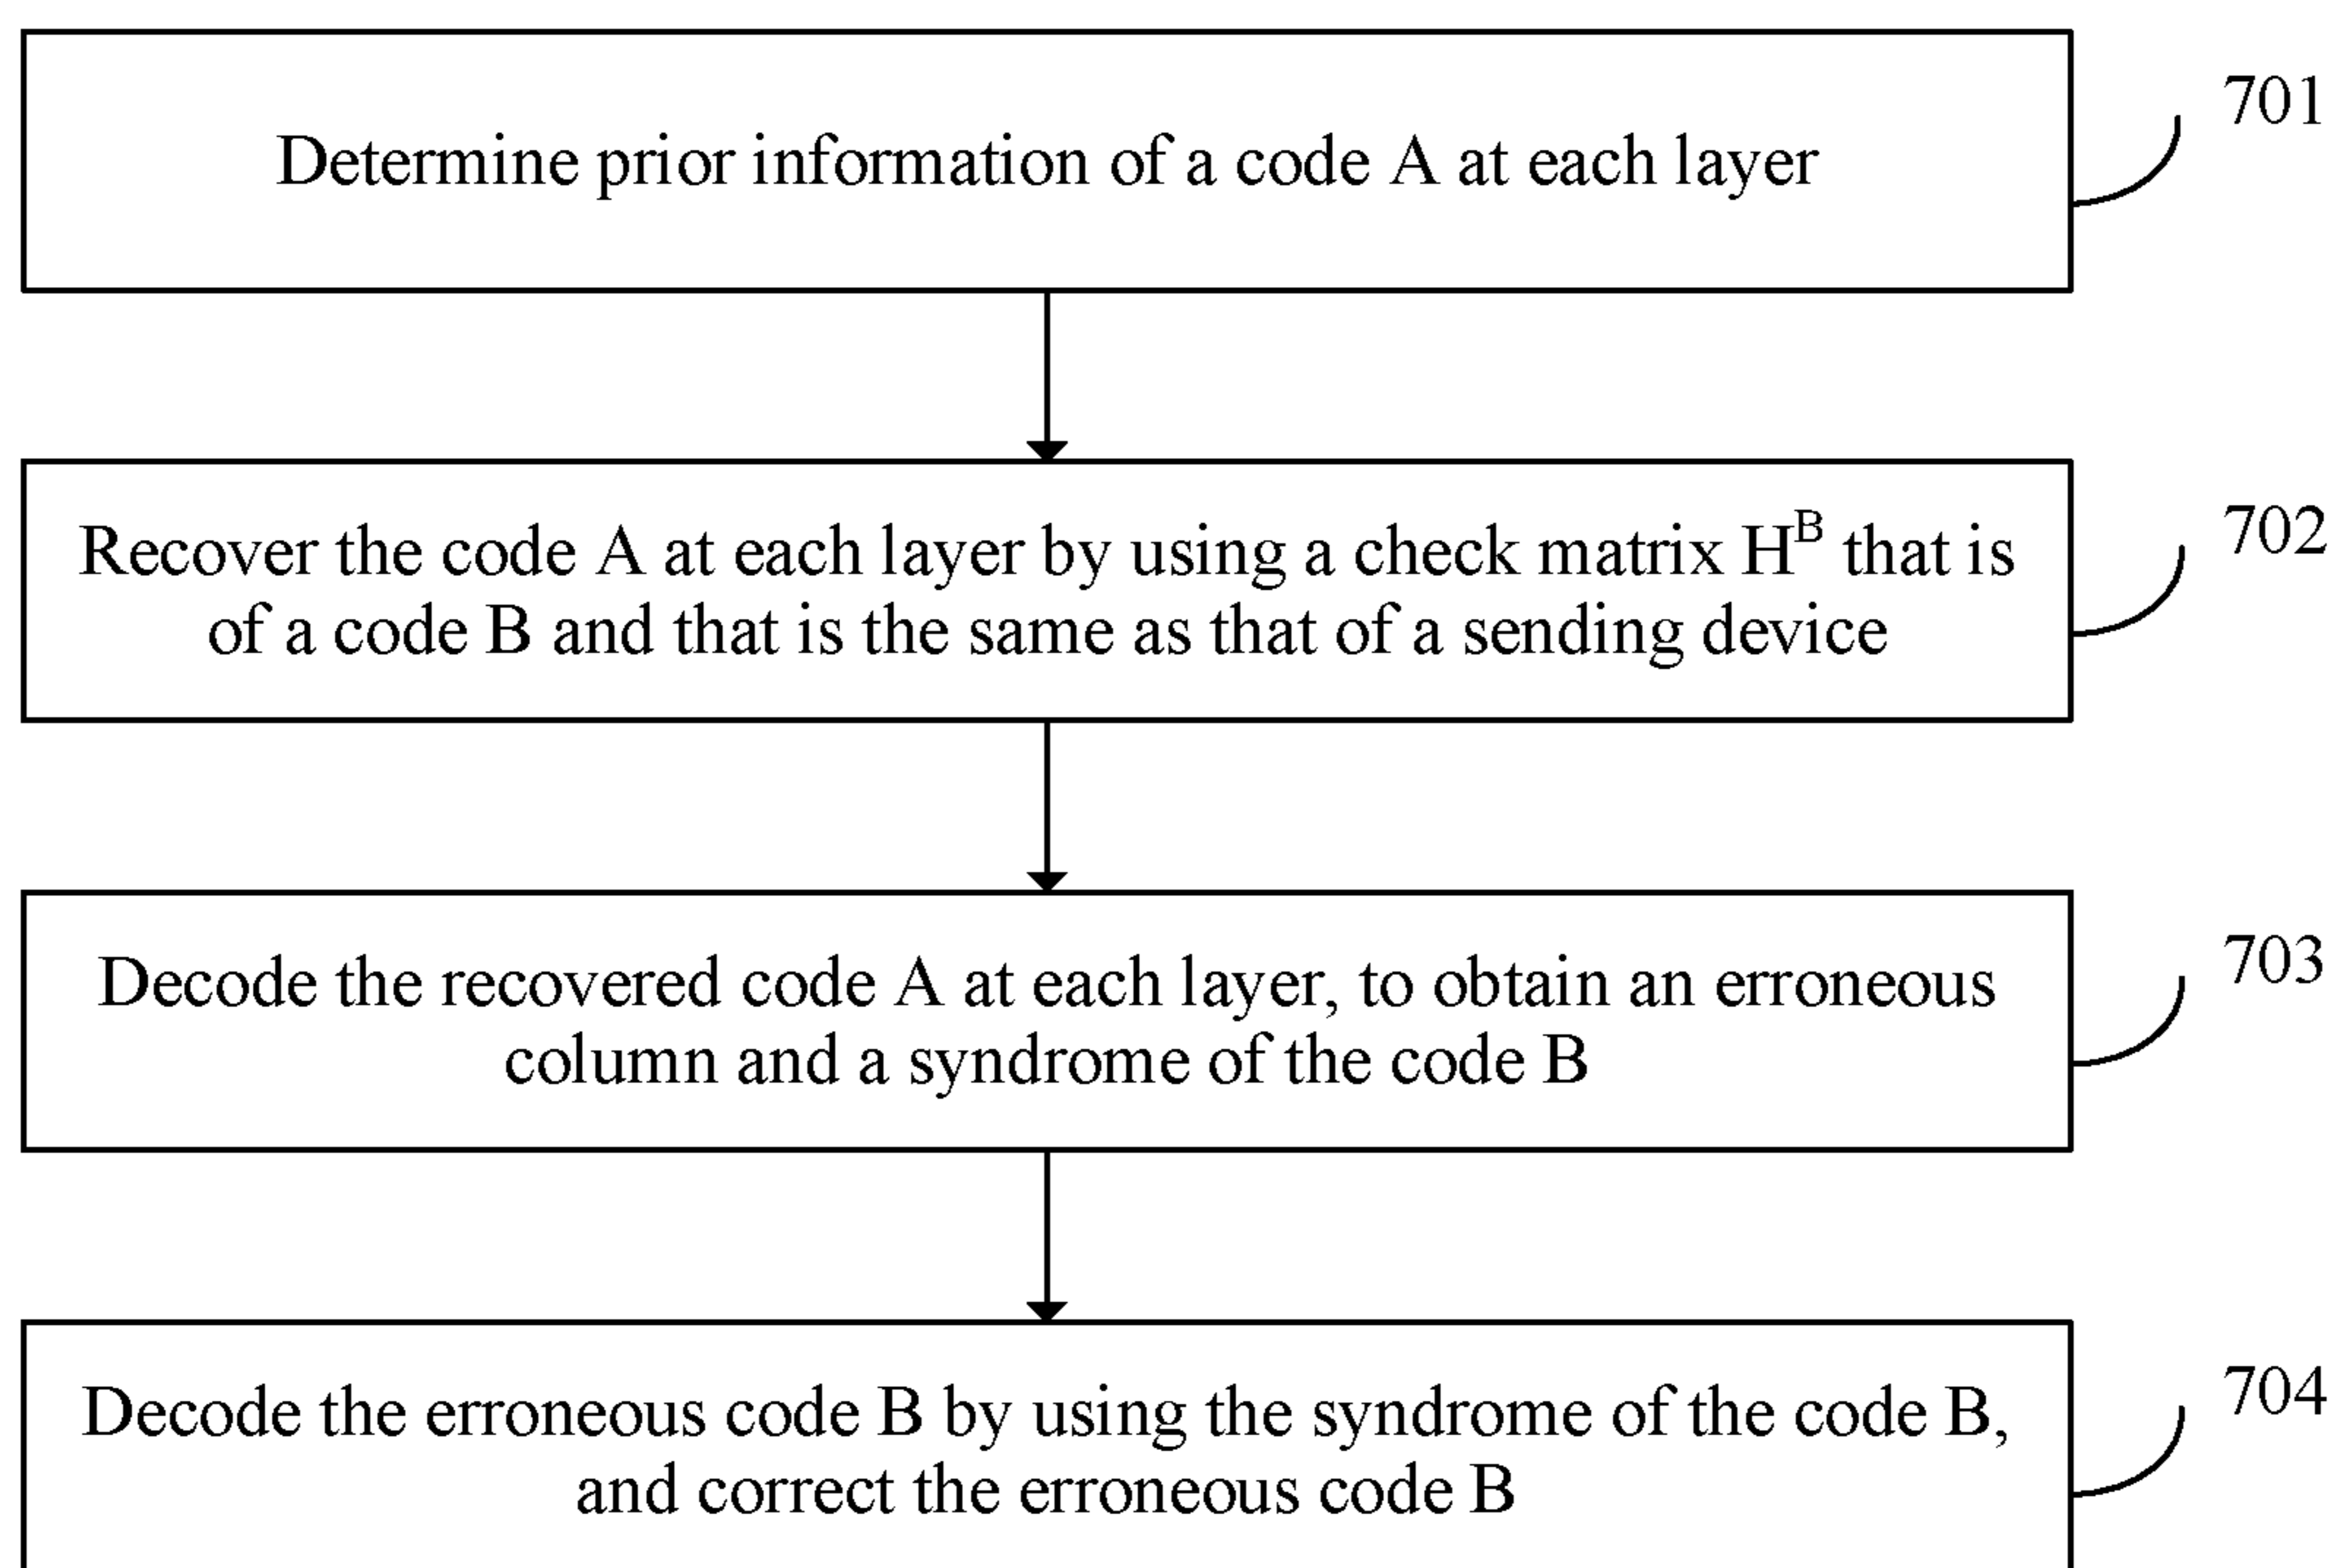 Determine prior information of a code A at each layer
701
Recover the code A at each layer by using a check matrix H^B that is
of a code B and that is the same as that of a sending device
702
Decode the recovered code A at each layer, to obtain an erroneous
column and a syndrome of the code B
703
Decode the erroneous code B by using the syndrome of the code B,
and correct the erroneous code B
704